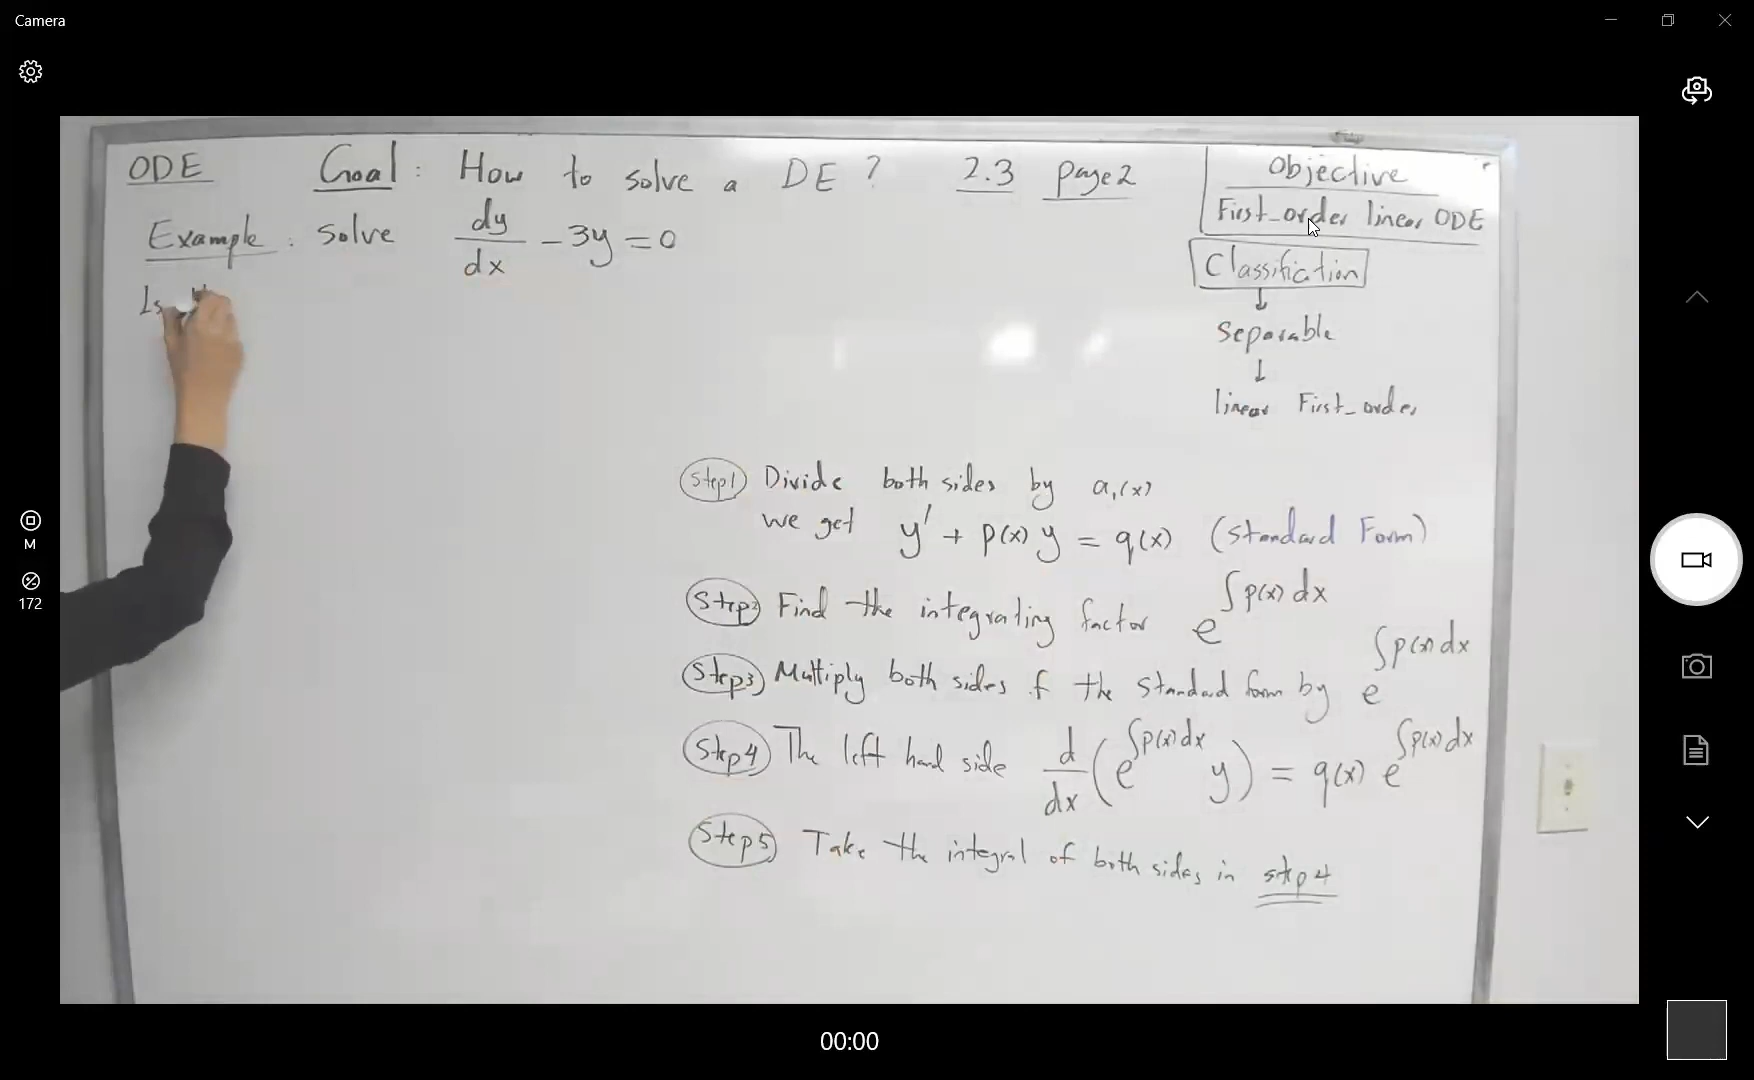 Camera
ODE Goal : How to solve a DE ? 2.3 page 2
Objective
First_order linear ODE
Example : solve dy/dx - 3y = 0
Classification
↓
Separable
↓
linear First_order
Is
Step1 Divide both sides by a₁(x)
we get y' + p(x) y = q(x) (Standard Form)
Step2 Find the integrating factor e^∫p(x) dx
Step3 Multiply both sides of the standard form by e^∫p(x) dx
Step4 The left hand side d/dx (e^∫p(x) dx y) = q(x) e^∫p(x) dx
Step5 Take the integral of both sides in step 4
M
172
00:00